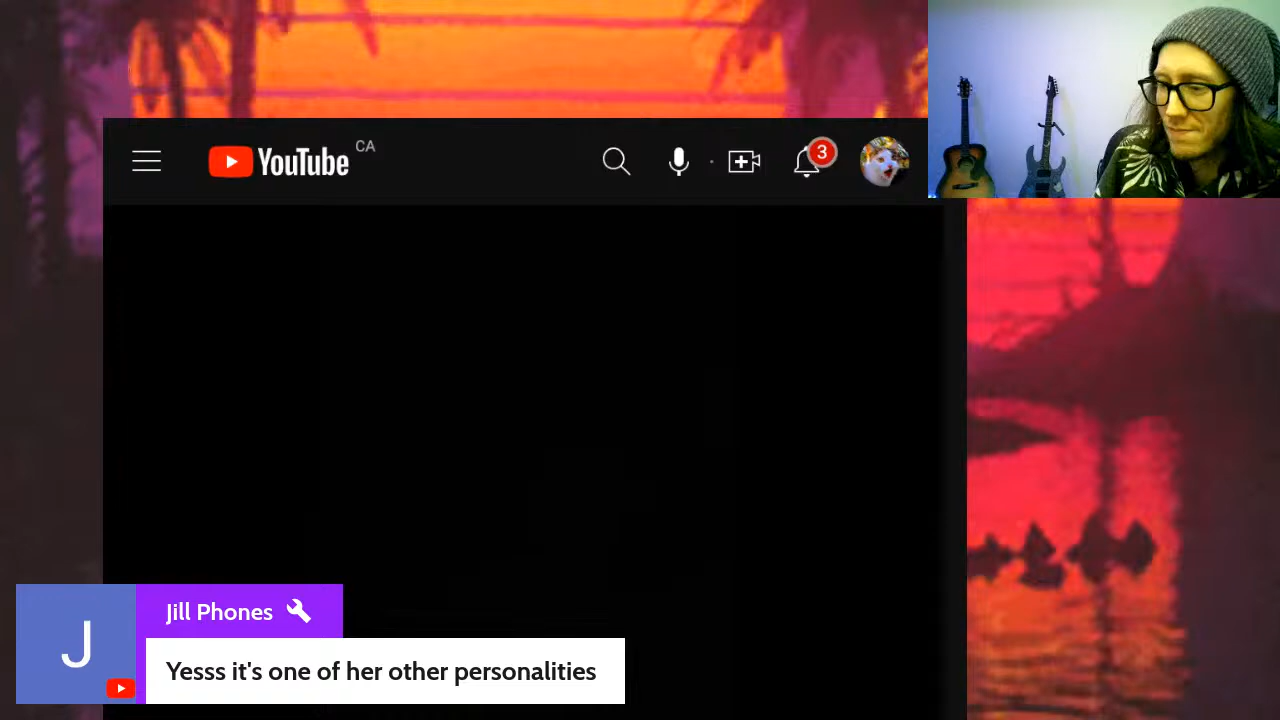 YouTube CA
3
J
Jill Phones
Yesss it's one of her other personalities